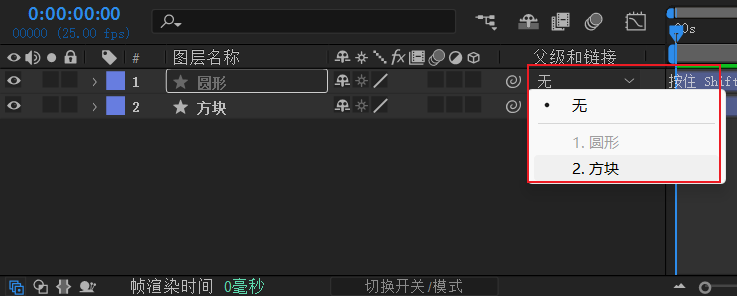 0:00:00:00
00000 (25.00 fps)
00s
# 图层名称 fx 父级和链接
1 圆形 无 按住 Shift
2 方块
• 无
1. 圆形
2. 方块
帧渲染时间 0毫秒 切换开关/模式